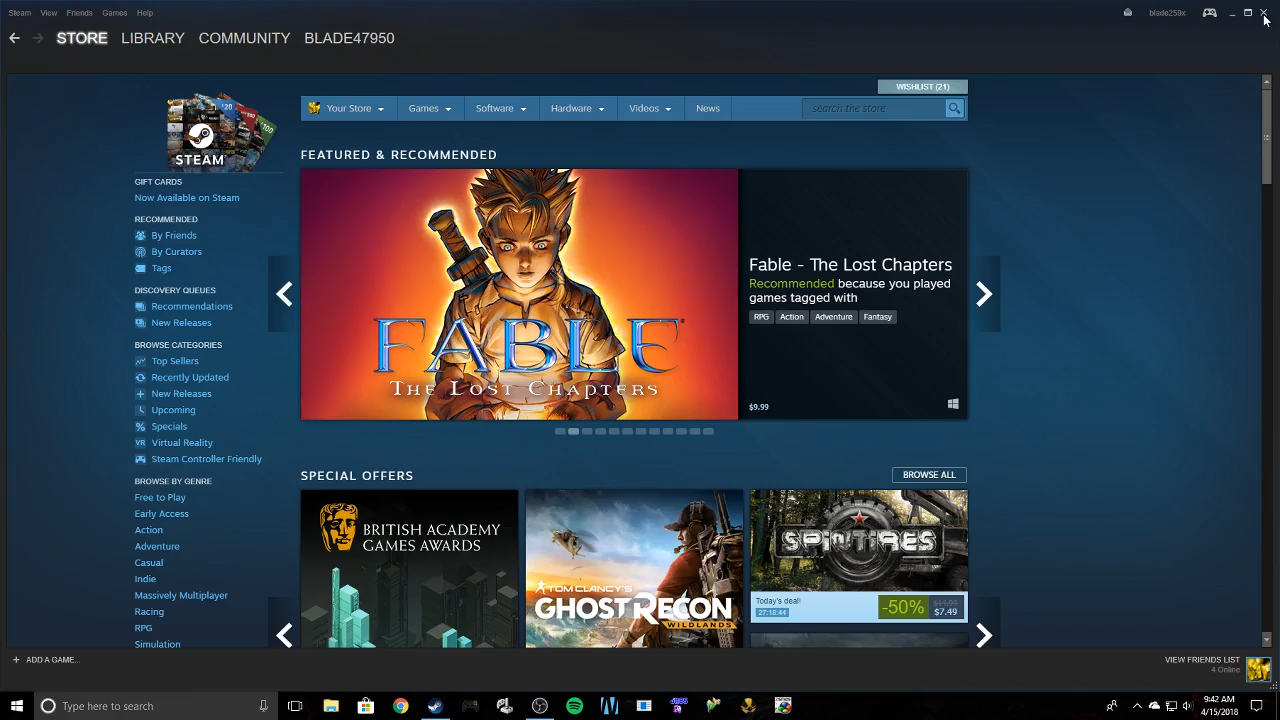 Steam View Friends Games Help
blade259x
STORE LIBRARY COMMUNITY BLADE47950
WISHLIST (21)
Your Store Games Software Hardware Videos News
search the store
STEAM
GIFT CARDS
Now Available on Steam
RECOMMENDED
By Friends
By Curators
Tags
DISCOVERY QUEUES
Recommendations
New Releases
BROWSE CATEGORIES
Top Sellers
Recently Updated
New Releases
Upcoming
Specials
VR Virtual Reality
Steam Controller Friendly
BROWSE BY GENRE
Free to Play
Early Access
Action
Adventure
Casual
Indie
Massively Multiplayer
Racing
RPG
Simulation
FEATURED & RECOMMENDED
FABLE
THE LOST CHAPTERS
Fable - The Lost Chapters
Recommended because you played
games tagged with
RPG Action Adventure Fantasy
$9.99
SPECIAL OFFERS
BROWSE ALL
BRITISH ACADEMY
GAMES AWARDS
TOM CLANCY'S
GHOST RECON
WILDLANDS
SPINTIRES
Today's deal!
27:18:44
-50%
$14.99
$7.49
+ ADD A GAME...
VIEW FRIENDS LIST
4 Online
Type here to search
9:42 AM
4/15/2018